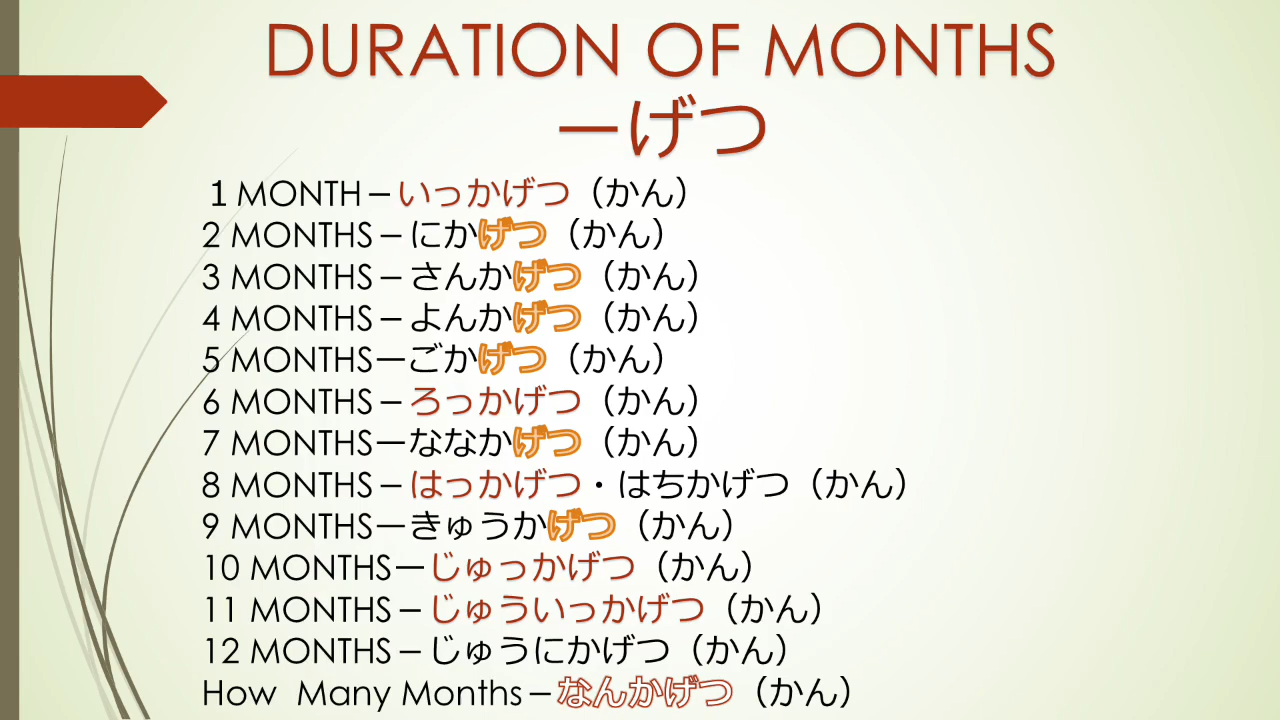 DURATION OF MONTHS
ーげつ
1 MONTH–いっかげつ（かん）
2 MONTHS–にかげつ（かん）
3 MONTHS–さんかげつ（かん）
4 MONTHS–よんかげつ（かん）
5 MONTHSーごかげつ（かん）
6 MONTHS–ろっかげつ（かん）
7 MONTHSーななかげつ（かん）
8 MONTHS–はっかげつ・はちかげつ（かん）
9 MONTHSーきゅうかげつ（かん）
10 MONTHSーじゅっかげつ（かん）
11 MONTHS–じゅういっかげつ（かん）
12 MONTHS–じゅうにかげつ（かん）
How Many Months–なんかげつ（かん）